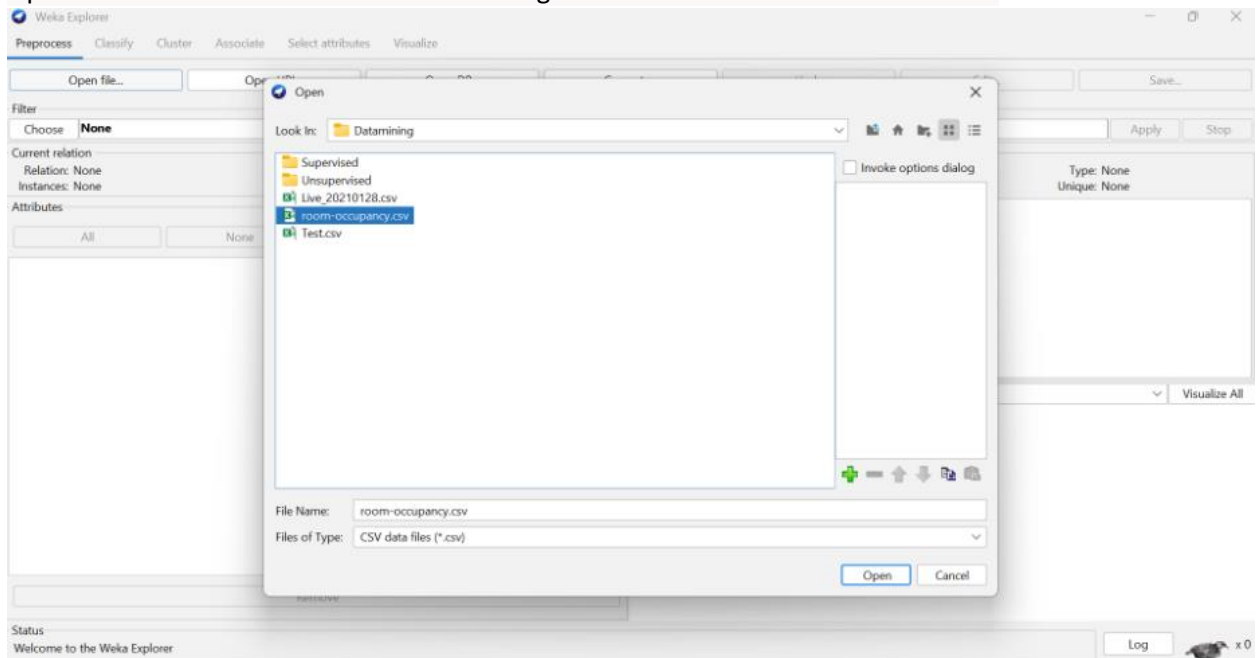 Weka Explorer
Preprocess Classify Cluster Associate Select attributes Visualize
Open file... Save...
Filter
Choose None Apply Stop
Current relation
Relation: None
Instances: None
Type: None
Unique: None
Attributes
All None
Open
Look In: Datamining
Supervised
Unsupervised
Live_20210128.csv
room-occupancy.csv
Test.csv
Invoke options dialog
File Name: room-occupancy.csv
Files of Type: CSV data files (*.csv)
Open Cancel
Visualize All
Remove
Status
Welcome to the Weka Explorer
Log x 0